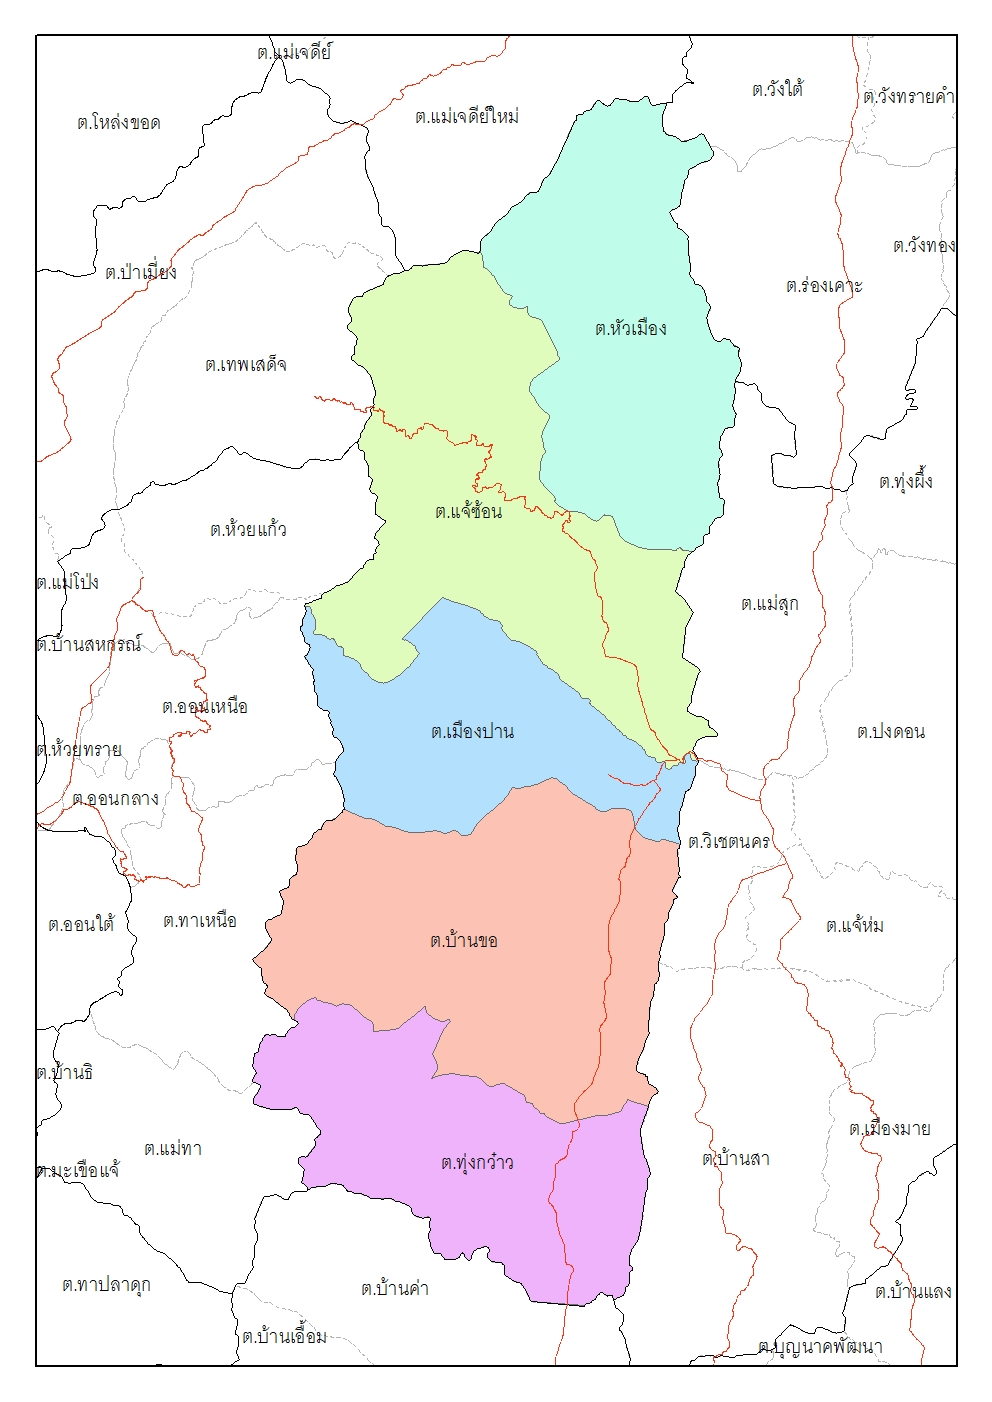 ต.แม่เจดีย์
ต.วังใต้
ต.วังทรายคำ
ต.โหล่งขอด
ต.แม่เจดีย์ใหม่
ต.วังทอง
ต.ป่าเมี่ยง
ต.ร่องเคาะ
ต.หัวเมือง
ต.เทพเสด็จ
ต.ทุ่งผึ้ง
ต.แจ้ซ้อน
ต.ห้วยแก้ว
ต.แม่โป่ง
ต.แม่สุก
ต.บ้านสหกรณ์
ต.ออนเหนือ
ต.เมืองปาน
ต.ปงดอน
ต.ห้วยทราย
ต.ออนกลาง
ต.วิเชตนคร
ต.ออนใต้
ต.ทาเหนือ
ต.แจ้ห่ม
ต.บ้านขอ
ต.บ้านธิ
ต.เมืองมาย
ต.แม่ทา
ต.บ้านสา
ต.ทุ่งกว๋าว
ต.มะเขือแจ้
ต.ทาปลาดุก
ต.บ้านค่า
ต.บ้านแลง
ต.บ้านเอื้อม
ต.บุญนาคพัฒนา